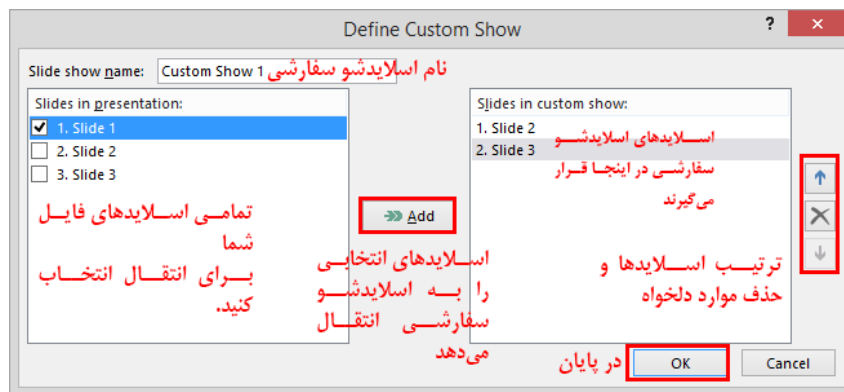 Define Custom Show
?
×
Slide show name: Custom Show 1 نام اسلایدشو سفارشی
Slides in presentation:
1. Slide 1
2. Slide 2
3. Slide 3
تمامی اسلایدهای فایل
شما
برای انتقال انتخاب
کنید.
Add
اسلایدهای انتخابی
را به اسلایدشو
سفارشی انتقال
می‌دهد
Slides in custom show:
1. Slide 2
2. Slide 3
اسلایدهای اسلایدشو
سفارشی در اینجا قرار
می‌گیرند
ترتیب اسلایدها و
حذف موارد دلخواه
در پایان
OK
Cancel